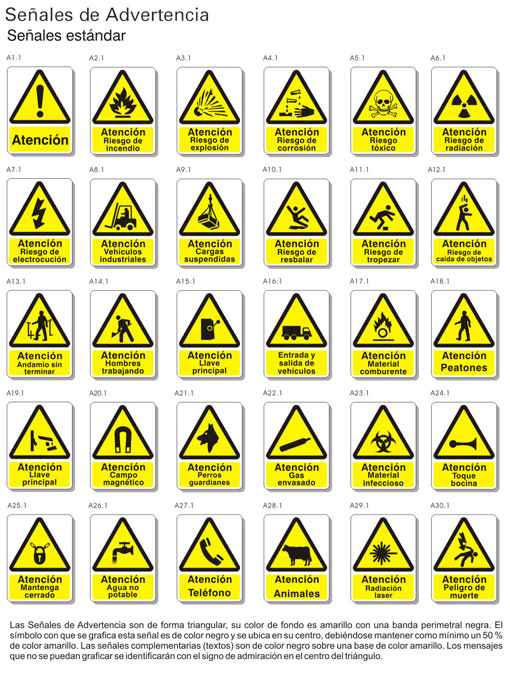 Señales de Advertencia
Señales estándar
A1.1 A2.1 A3.1 A4.1 A5.1 A6.1
Atención
Atención
Riesgo de
incendio
Atención
Riesgo de
explosión
Atención
Riesgo de
corrosión
Atención
Riesgo
tóxico
Atención
Riesgo de
radiación
A7.1 A8.1 A9.1 A10.1 A11.1 A12.1
Atención
Riesgo de
electrocución
Atención
Vehículos
industriales
Atención
Cargas
suspendidas
Atención
Riesgo de
resbalar
Atención
Riesgo de
tropezar
Atención
Riesgo de
caída de objetos
A13.1 A14.1 A15.1 A16.1 A17.1 A18.1
Atención
Andamio sin
terminar
Atención
Hombres
trabajando
Atención
Llave
principal
Entrada y
salida de
vehículos
Atención
Material
comburente
Atención
Peatones
A19.1 A20.1 A21.1 A22.1 A23.1 A24.1
Atención
Llave
principal
Atención
Campo
magnético
Atención
Perros
guardianes
Atención
Gas
envasado
Atención
Material
infeccioso
Atención
Toque
bocina
A25.1 A26.1 A27.1 A28.1 A29.1 A30.1
Atención
Mantenga
cerrado
Atención
Agua no
potable
Atención
Teléfono
Atención
Animales
Atención
Radiación
laser
Atención
Peligro de
muerte
Las Señales de Advertencia son de forma triangular, su color de fondo es amarillo con una banda perimetral negra. El
símbolo con que se grafica esta señal es de color negro y se ubica en su centro, debiéndose mantener como mínimo un 50 %
de color amarillo. Las señales complementarias (textos) son de color negro sobre una base de color amarillo. Los mensajes
que no se puedan graficar se identificarán con el signo de admiración en el centro del triángulo.